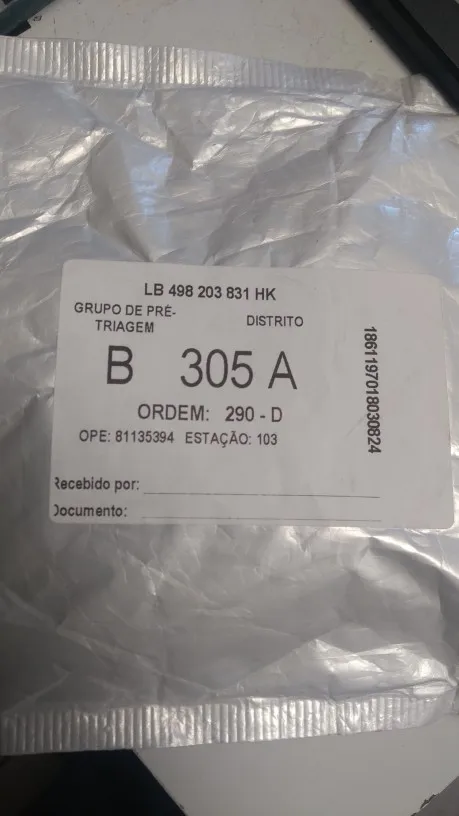 LB 498 203 831 HK
GRUPO DE PRÉ-
TRIAGEM
DISTRITO
B 305 A
ORDEM: 290 - D
OPE: 81135394 ESTAÇÃO: 103
Recebido por:
Documento:
1861197018030824